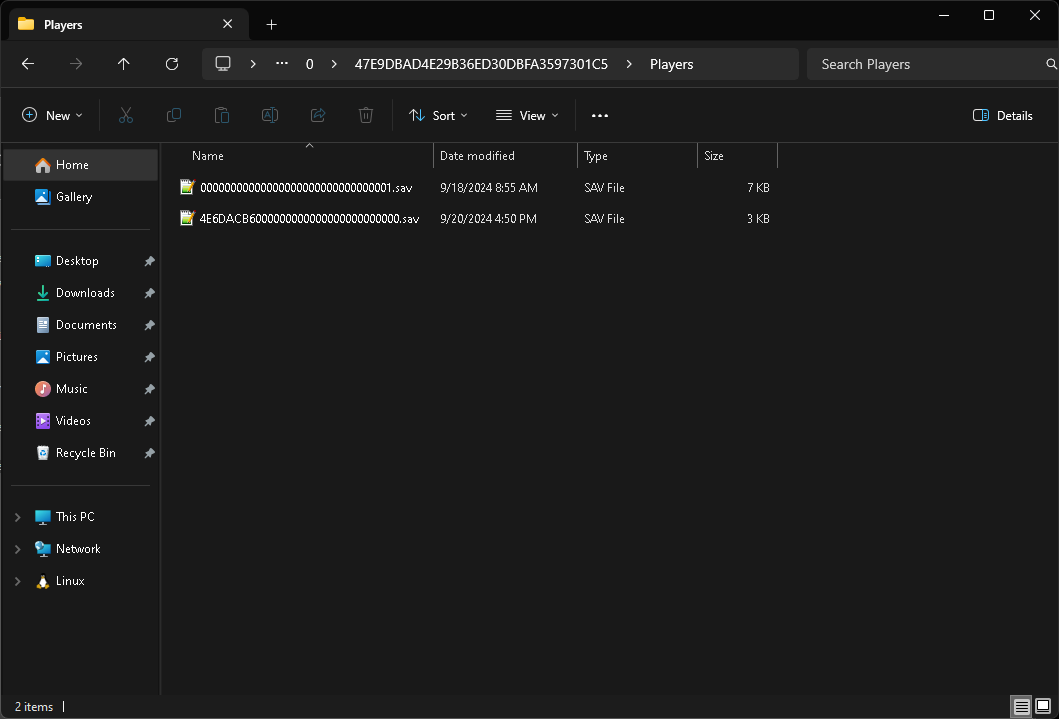 Players
0 47E9DBAD4E29B36ED30DBFA3597301C5 Players Search Players
New Sort View ... Details
Name Date modified Type Size
00000000000000000000000000000001.sav 9/18/2024 8:55 AM SAV File 7 KB
4E6DACB6000000000000000000000000.sav 9/20/2024 4:50 PM SAV File 3 KB
Home
Gallery
Desktop
Downloads
Documents
Pictures
Music
Videos
Recycle Bin
This PC
Network
Linux
2 items